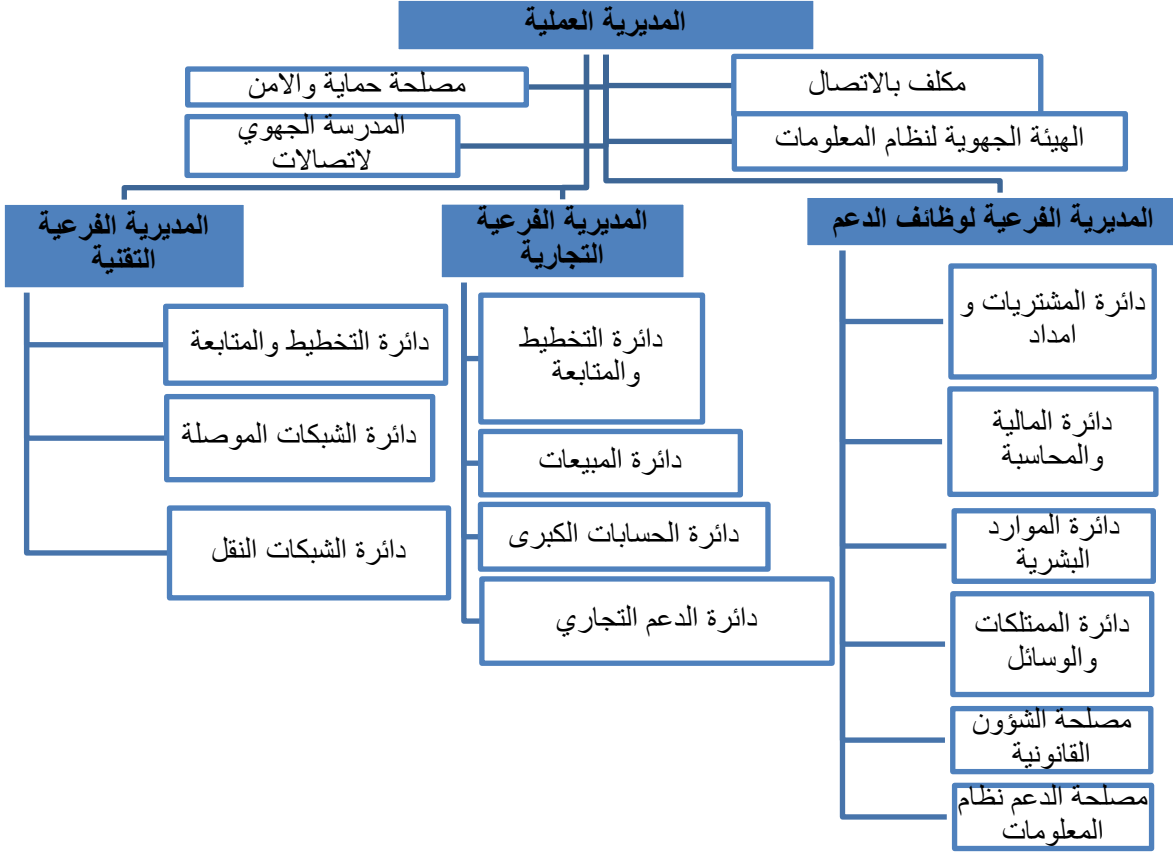 المديرية العملية
مكلف بالاتصال
مصلحة حماية والامن
الهيئة الجهوية لنظام المعلومات
المدرسة الجهوي
لاتصالات
المديرية الفرعية لوظائف الدعم
المديرية الفرعية
التجارية
المديرية الفرعية
التقنية
دائرة المشتريات و
امداد
دائرة المالية
والمحاسبة
دائرة الموارد
البشرية
دائرة الممتلكات
والوسائل
مصلحة الشؤون
القانونية
مصلحة الدعم نظام
المعلومات
دائرة التخطيط
والمتابعة
دائرة المبيعات
دائرة الحسابات الكبرى
دائرة الدعم التجاري
دائرة التخطيط والمتابعة
دائرة الشبكات الموصلة
دائرة الشبكات النقل